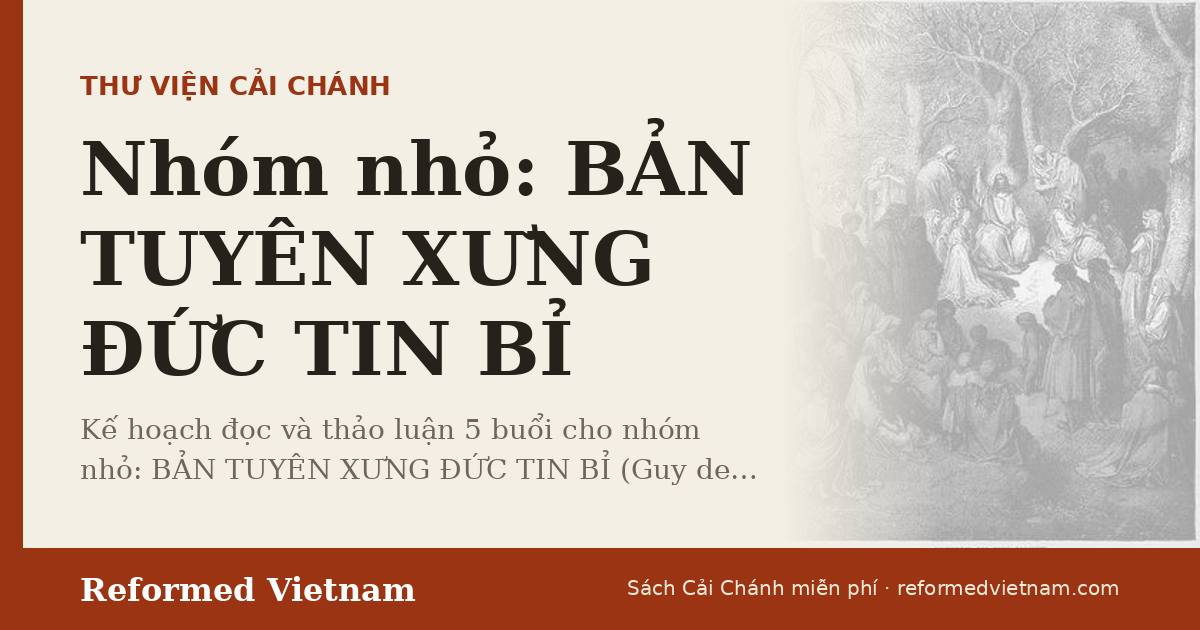 THƯ VIỆN CẢI CHÁNH
Nhóm nhỏ: BẢN
TUYÊN XƯNG
ĐỨC TIN BỈ
Kế hoạch đọc và thảo luận 5 buổi cho nhóm
nhỏ: BẢN TUYÊN XƯNG ĐỨC TIN BỈ (Guy de…
Reformed Vietnam
Sách Cải Chánh miễn phí · reformedvietnam.com